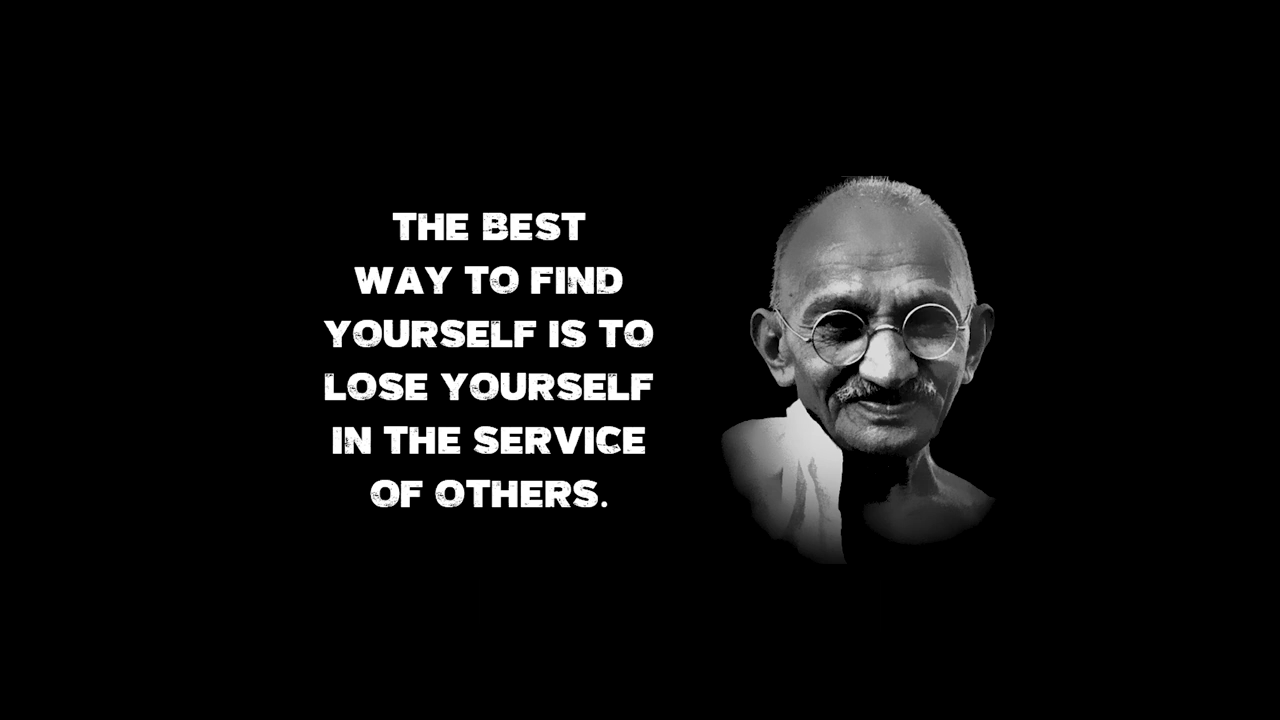 THE BEST
WAY TO FIND
YOURSELF IS TO
LOSE YOURSELF
IN THE SERVICE
OF OTHERS.